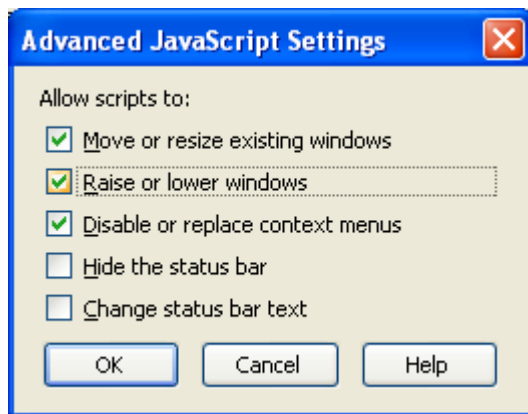 Advanced JavaScript Settings
Allow scripts to:
Move or resize existing windows
Raise or lower windows
Disable or replace context menus
Hide the status bar
Change status bar text
OK Cancel Help